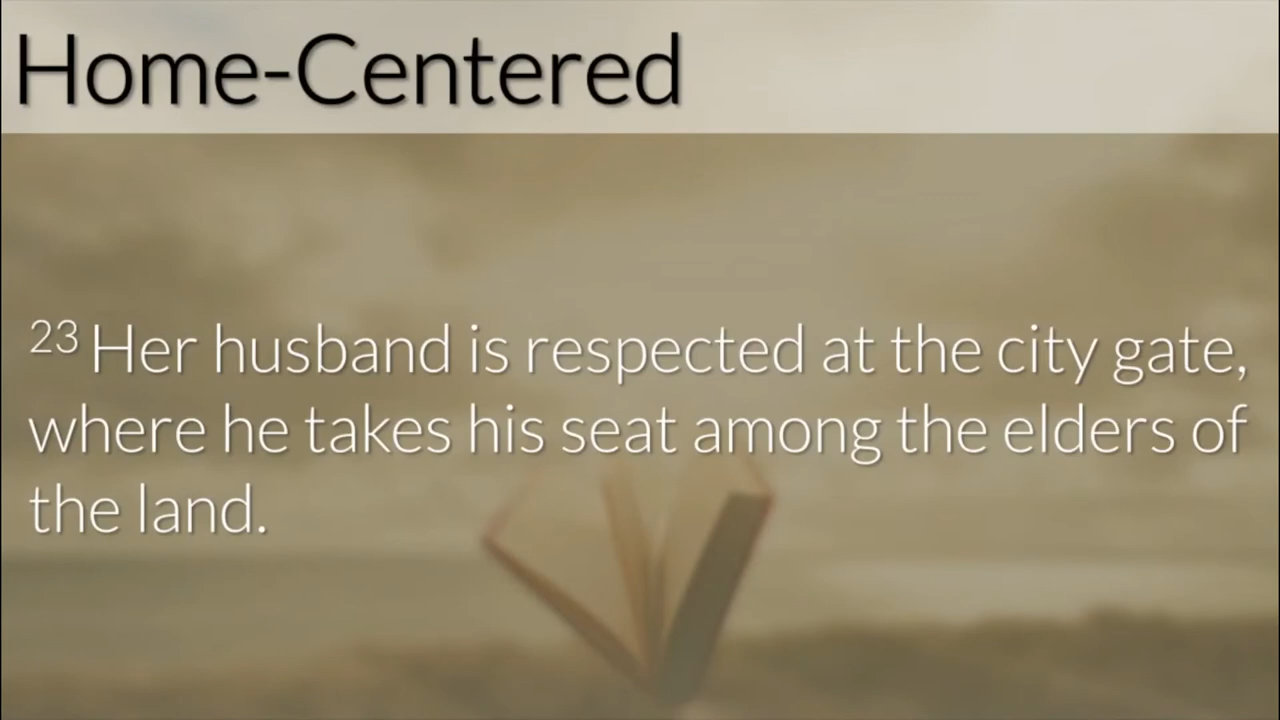 Home-Centered
23 Her husband is respected at the city gate,
where he takes his seat among the elders of
the land.